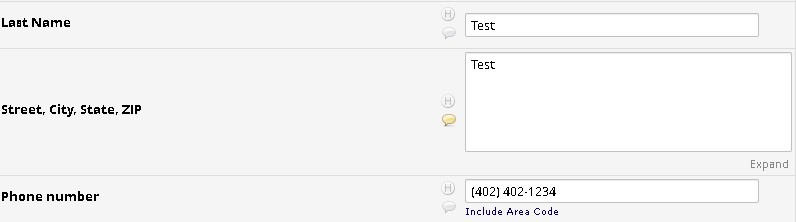 Last Name
H
Test
Street, City, State, ZIP
H
Test
Expand
Phone number
H
(402) 402-1234
Include Area Code